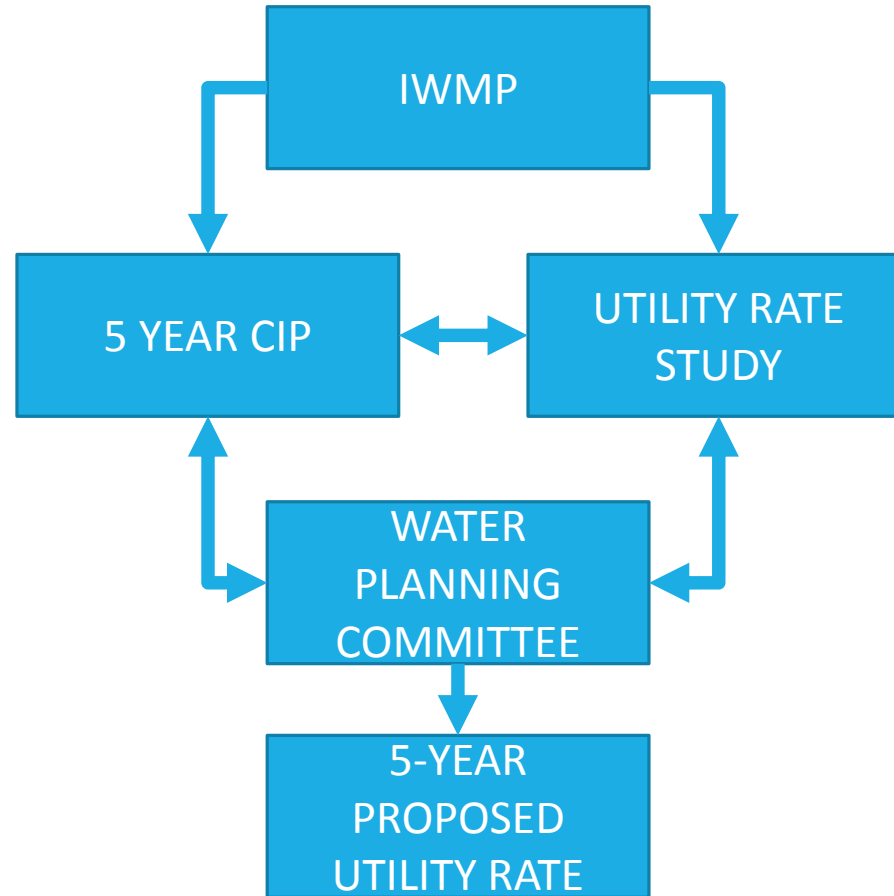 IWMP
5 YEAR CIP
UTILITY RATE
STUDY
WATER
PLANNING
COMMITTEE
5-YEAR
PROPOSED
UTILITY RATE